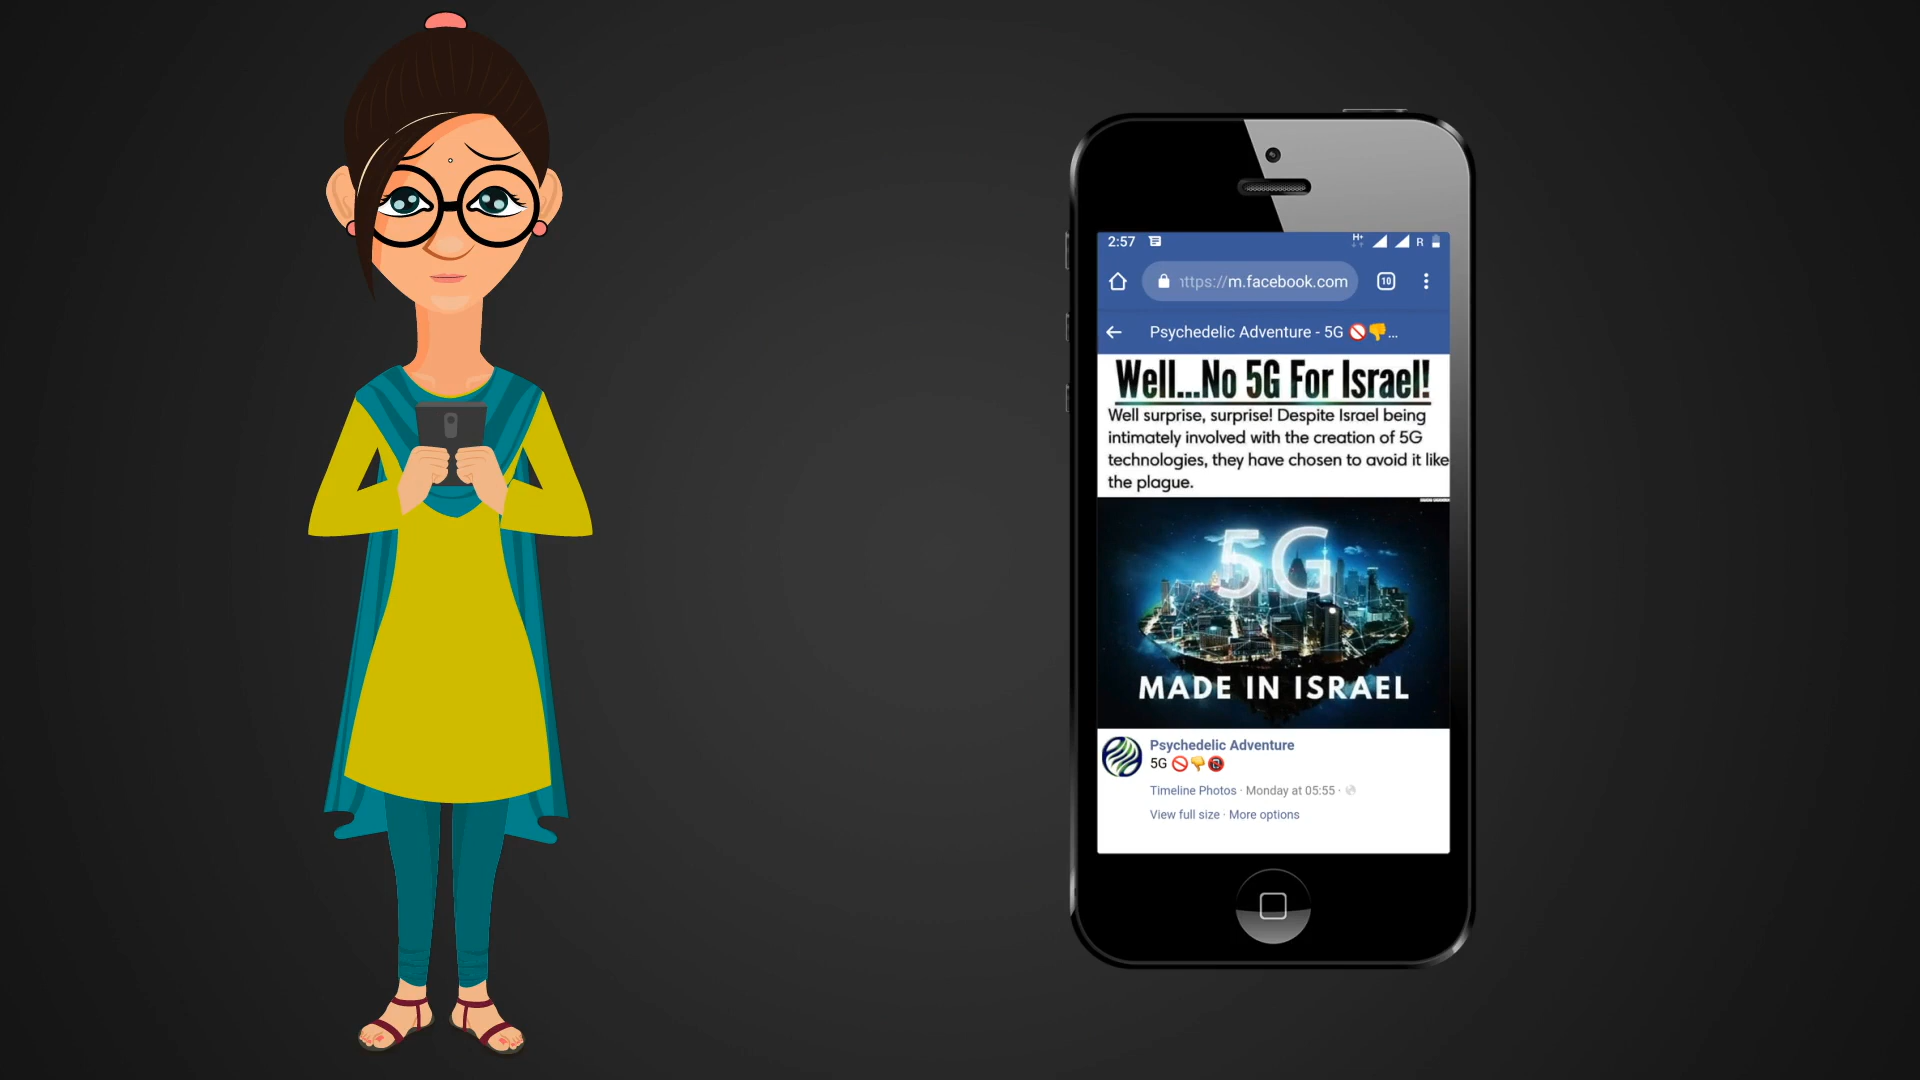 2:57 H+ R
ttps://m.facebook.com 10
Psychedelic Adventure - 5G 🚫👎...
Well...No 5G For Israel!
Well surprise, surprise! Despite Israel being
intimately involved with the creation of 5G
technologies, they have chosen to avoid it like
the plague.
5G
MADE IN ISRAEL
Psychedelic Adventure
5G 🚫👎📵
Timeline Photos · Monday at 05:55 ·
View full size · More options